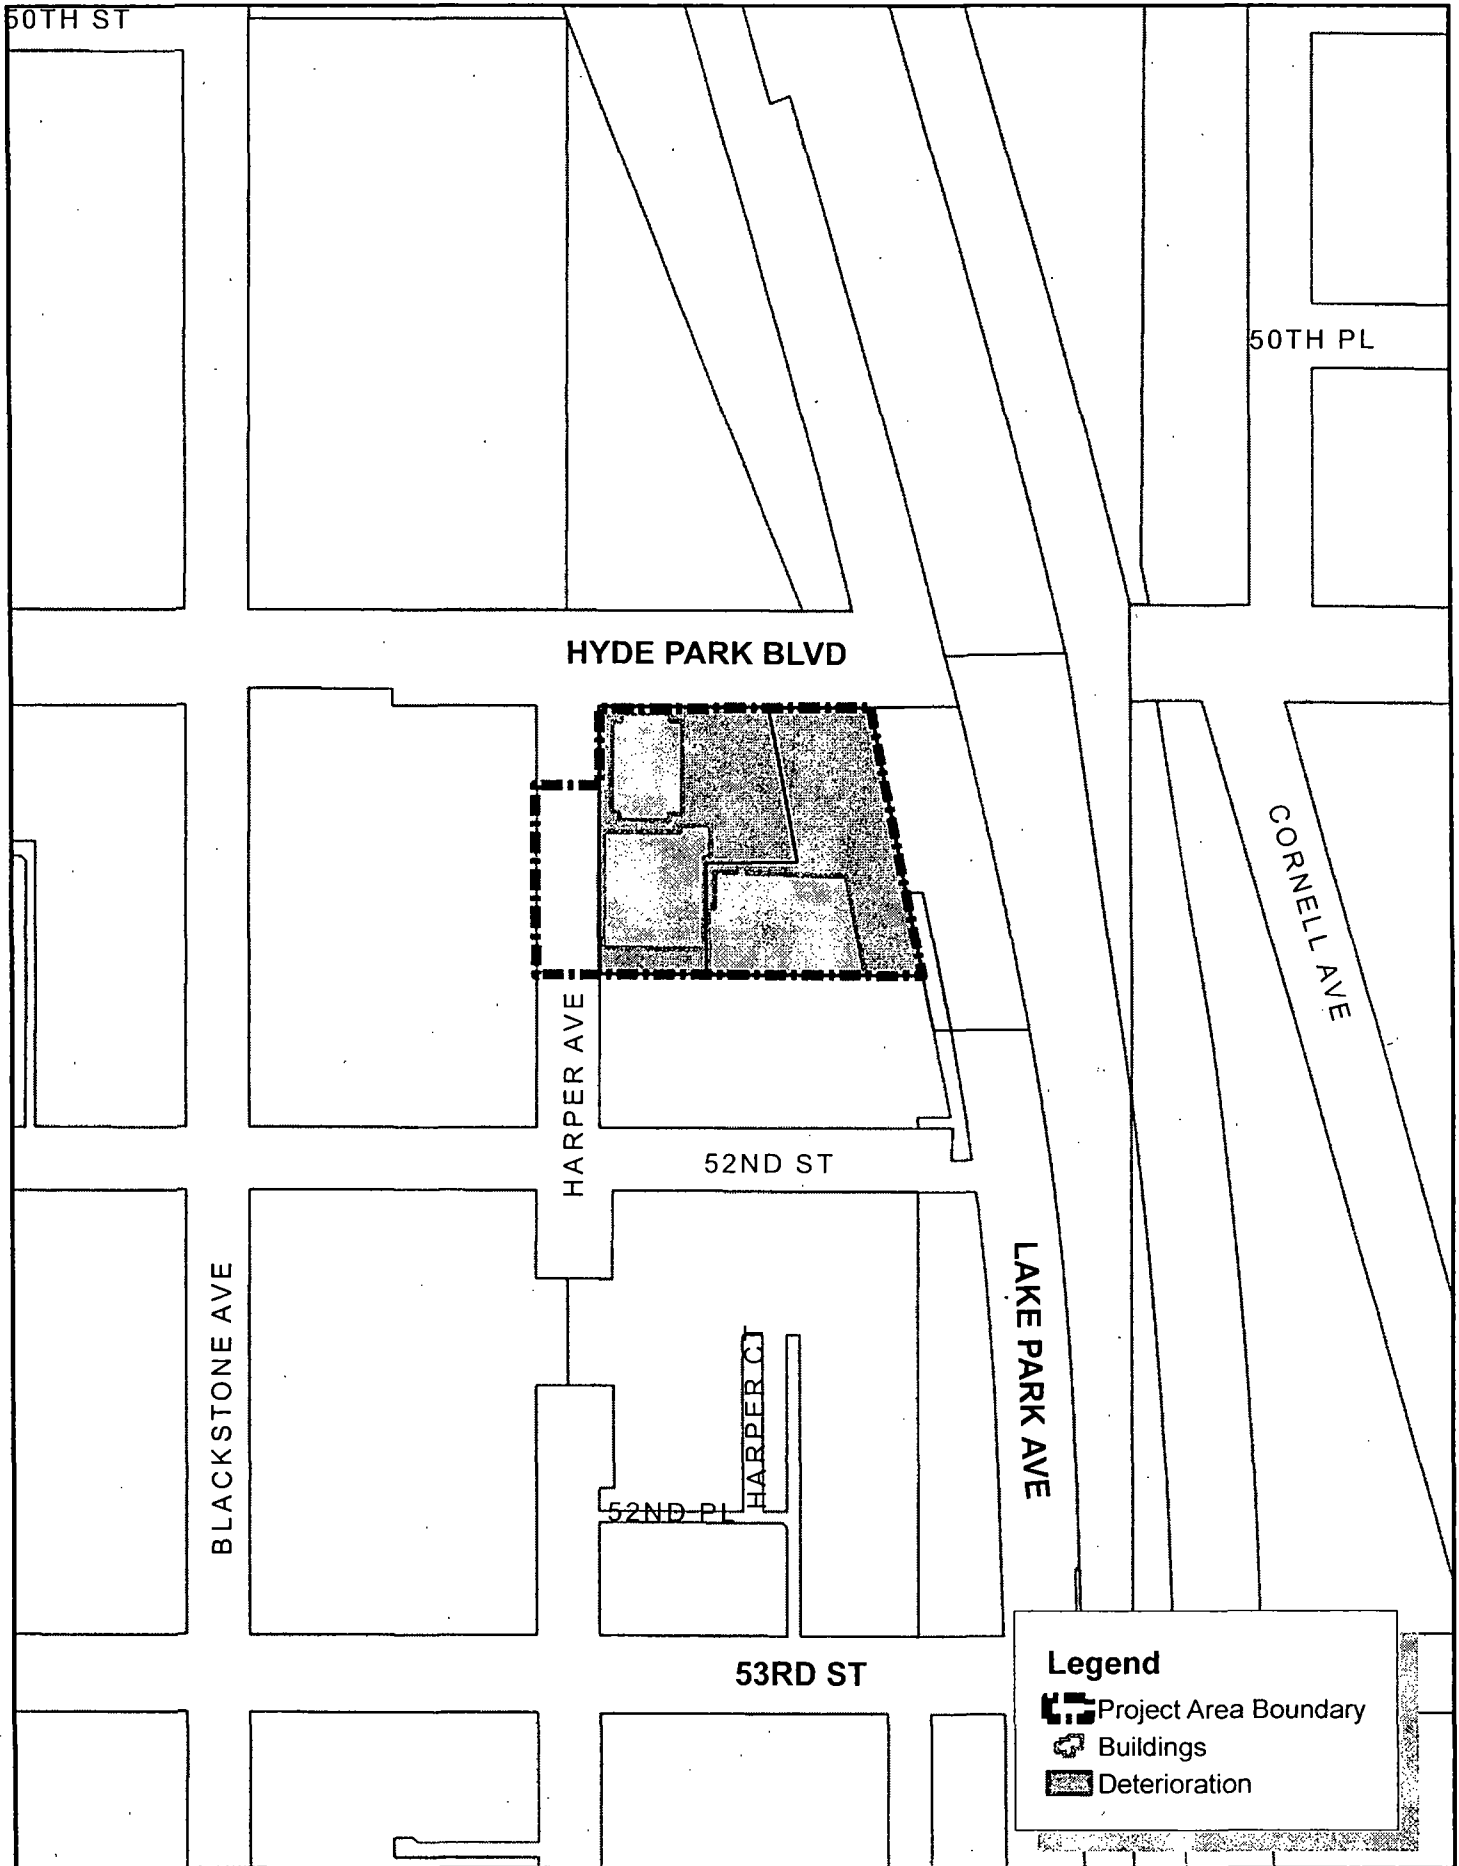 50TH ST
50TH PL
HYDE PARK BLVD
CORNELL AVE
HARPER AVE
52ND ST
LAKE PARK AVE
BLACKSTONE AVE
HARPER CT
52ND PL
53RD ST
Legend
Project Area Boundary
Buildings
Deterioration